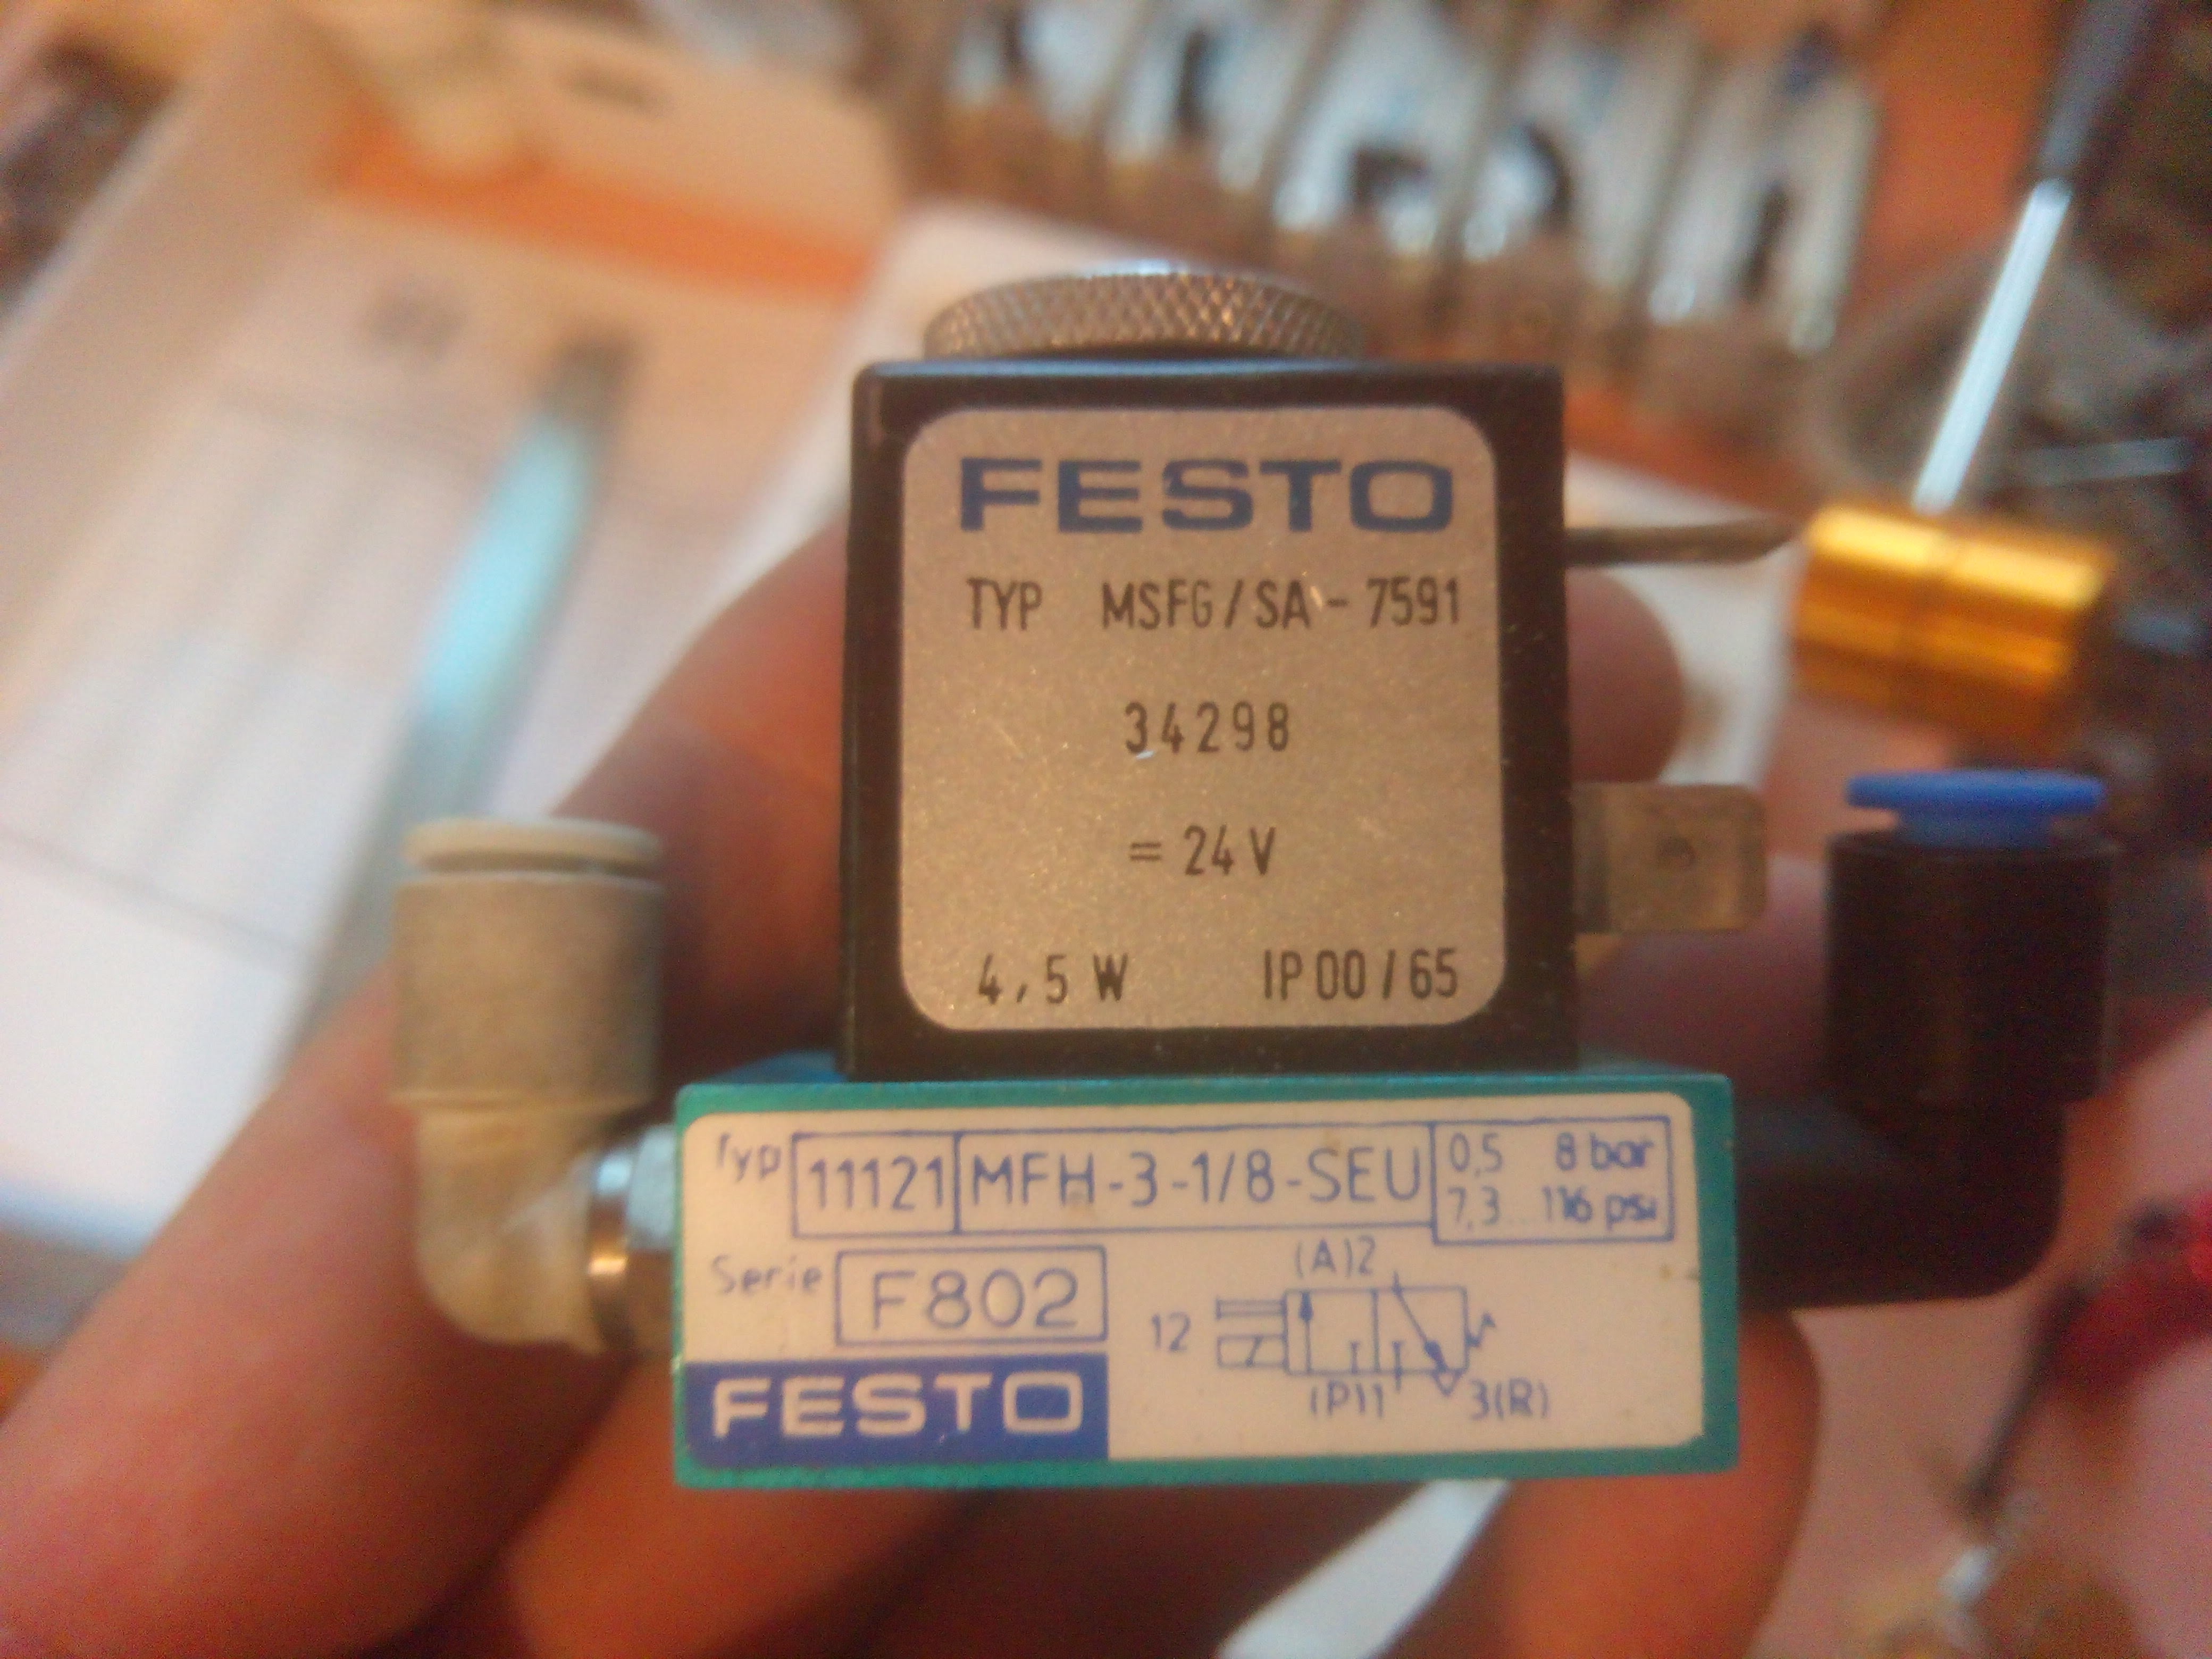 FESTO
TYP MSFG/SA-7591
34298
= 24 V
4,5 W IP00/65
Typ 11121 MFH-3-1/8-SEU 0,5 8 bar
7,3 116 psi
Serie F802
(A)2
12
(P)1 3(R)
FESTO